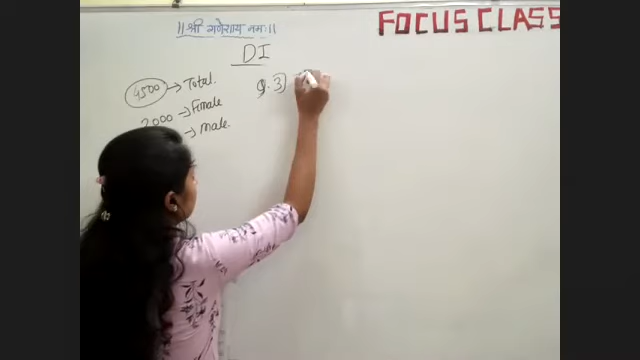 ॥ श्री गणेशाय नमः ॥
FOCUS CLASS
DI
4500 → Total.
2000 → Female
→ male.
Q. 3)